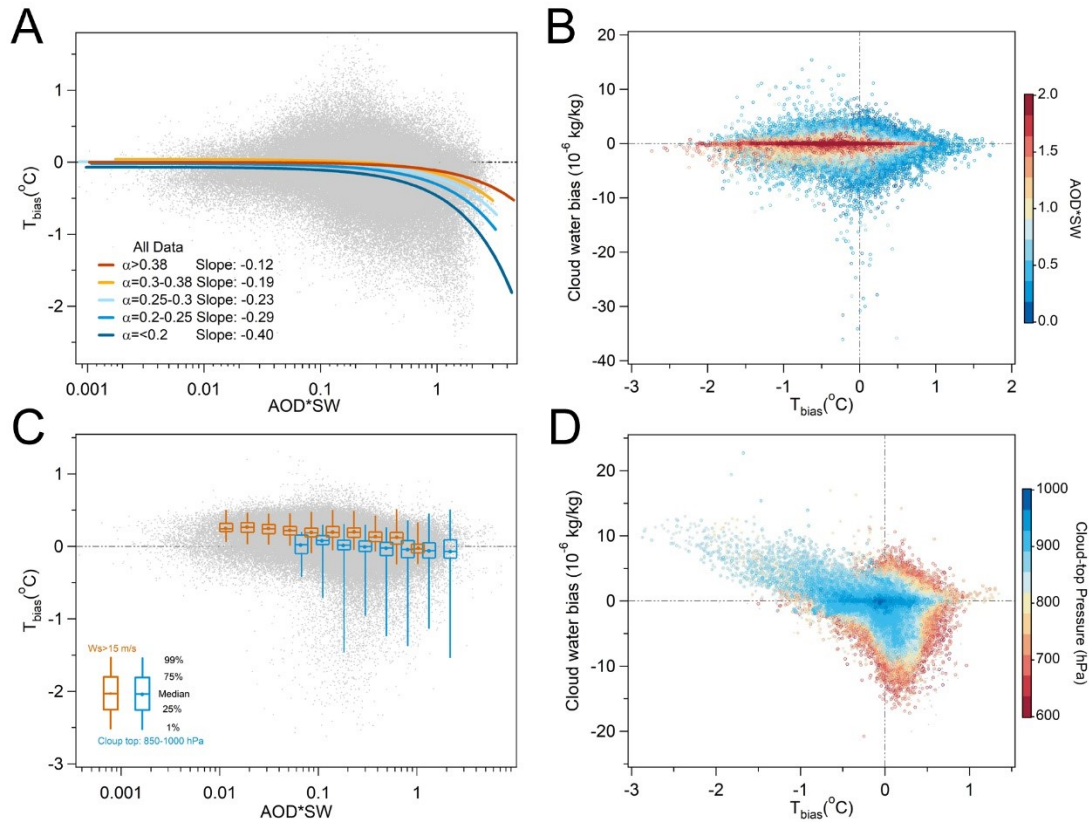 A
T_bias(°C)
1
0
-1
-2
All Data
α>0.38 Slope: -0.12
α=0.3-0.38 Slope: -0.19
α=0.25-0.3 Slope: -0.23
α=0.2-0.25 Slope: -0.29
α=<0.2 Slope: -0.40
0.001 0.01 0.1 1
AOD*SW
B
Cloud water bias (10⁻⁶ kg/kg)
20
10
0
-10
-20
-30
-40
-3 -2 -1 0 1 2
T_bias(°C)
2.0
1.5
1.0
0.5
0.0
AOD*SW
C
T_bias(°C)
1
0
-1
-2
-3
Ws>15 m/s
99%
75%
Median
25%
1%
Cloup top: 850-1000 hPa
0.001 0.01 0.1 1
AOD*SW
D
Cloud water bias (10⁻⁶ kg/kg)
20
10
0
-10
-20
-3 -2 -1 0 1
T_bias(°C)
1000
900
800
700
600
Cloud-top Pressure (hPa)